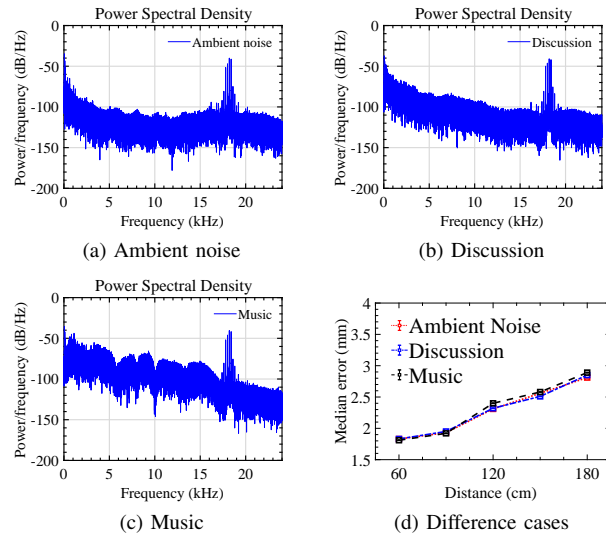 Power Spectral Density
Power/frequency (dB/Hz)
0
-50
-100
-150
-200
Ambient noise
0 5 10 15 20
Frequency (kHz)
(a) Ambient noise
Power Spectral Density
Power/frequency (dB/Hz)
0
-50
-100
-150
-200
Discussion
0 5 10 15 20
Frequency (kHz)
(b) Discussion
Power Spectral Density
Power/frequency (dB/Hz)
0
-50
-100
-150
-200
Music
0 5 10 15 20
Frequency (kHz)
(c) Music
Median error (mm)
4
3.5
3
2.5
2
1.5
Ambient Noise
Discussion
Music
60 90 120 150 180
Distance (cm)
(d) Difference cases